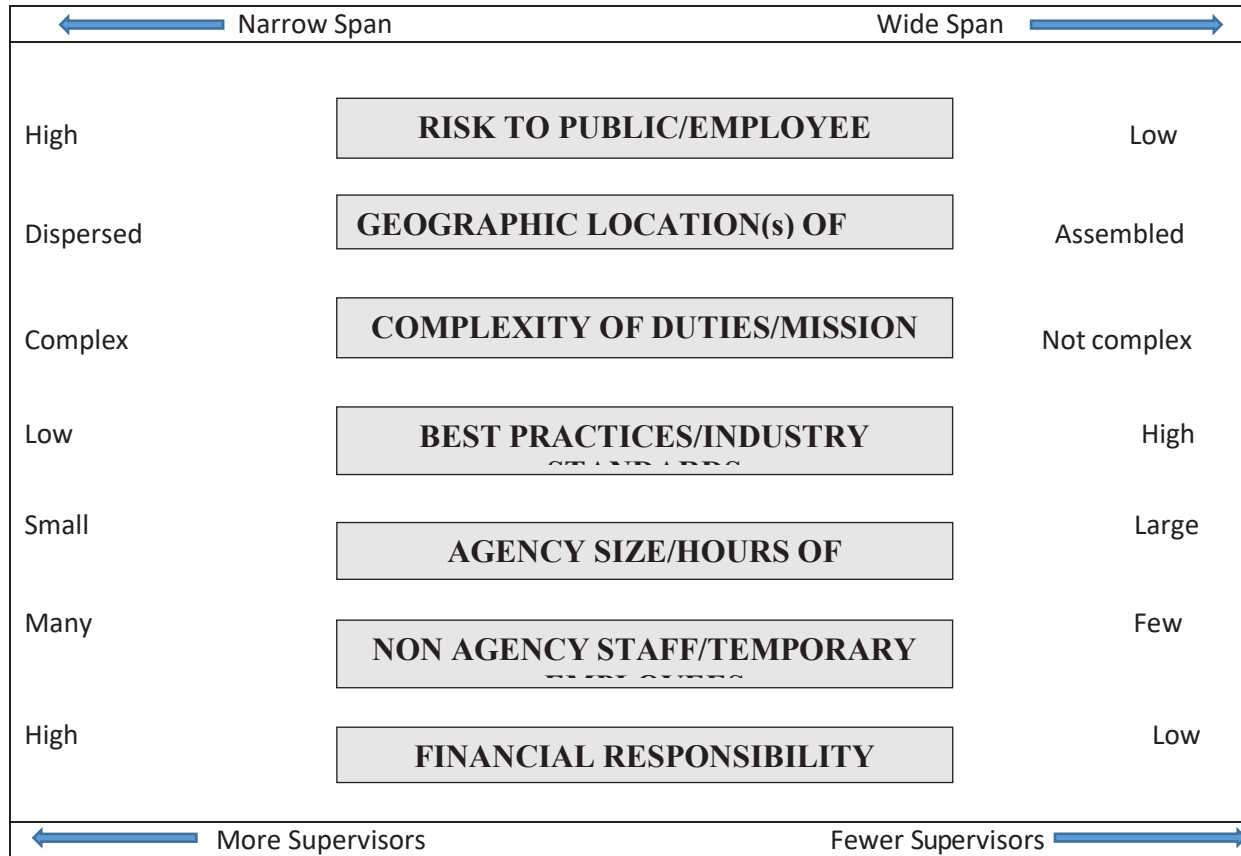 Narrow Span Wide Span
RISK TO PUBLIC/EMPLOYEE
High Low
GEOGRAPHIC LOCATION(s) OF
Dispersed Assembled
COMPLEXITY OF DUTIES/MISSION
Complex Not complex
Low BEST PRACTICES/INDUSTRY High
Small Large
AGENCY SIZE/HOURS OF
Many Few
NON AGENCY STAFF/TEMPORARY
High Low
FINANCIAL RESPONSIBILITY
More Supervisors Fewer Supervisors